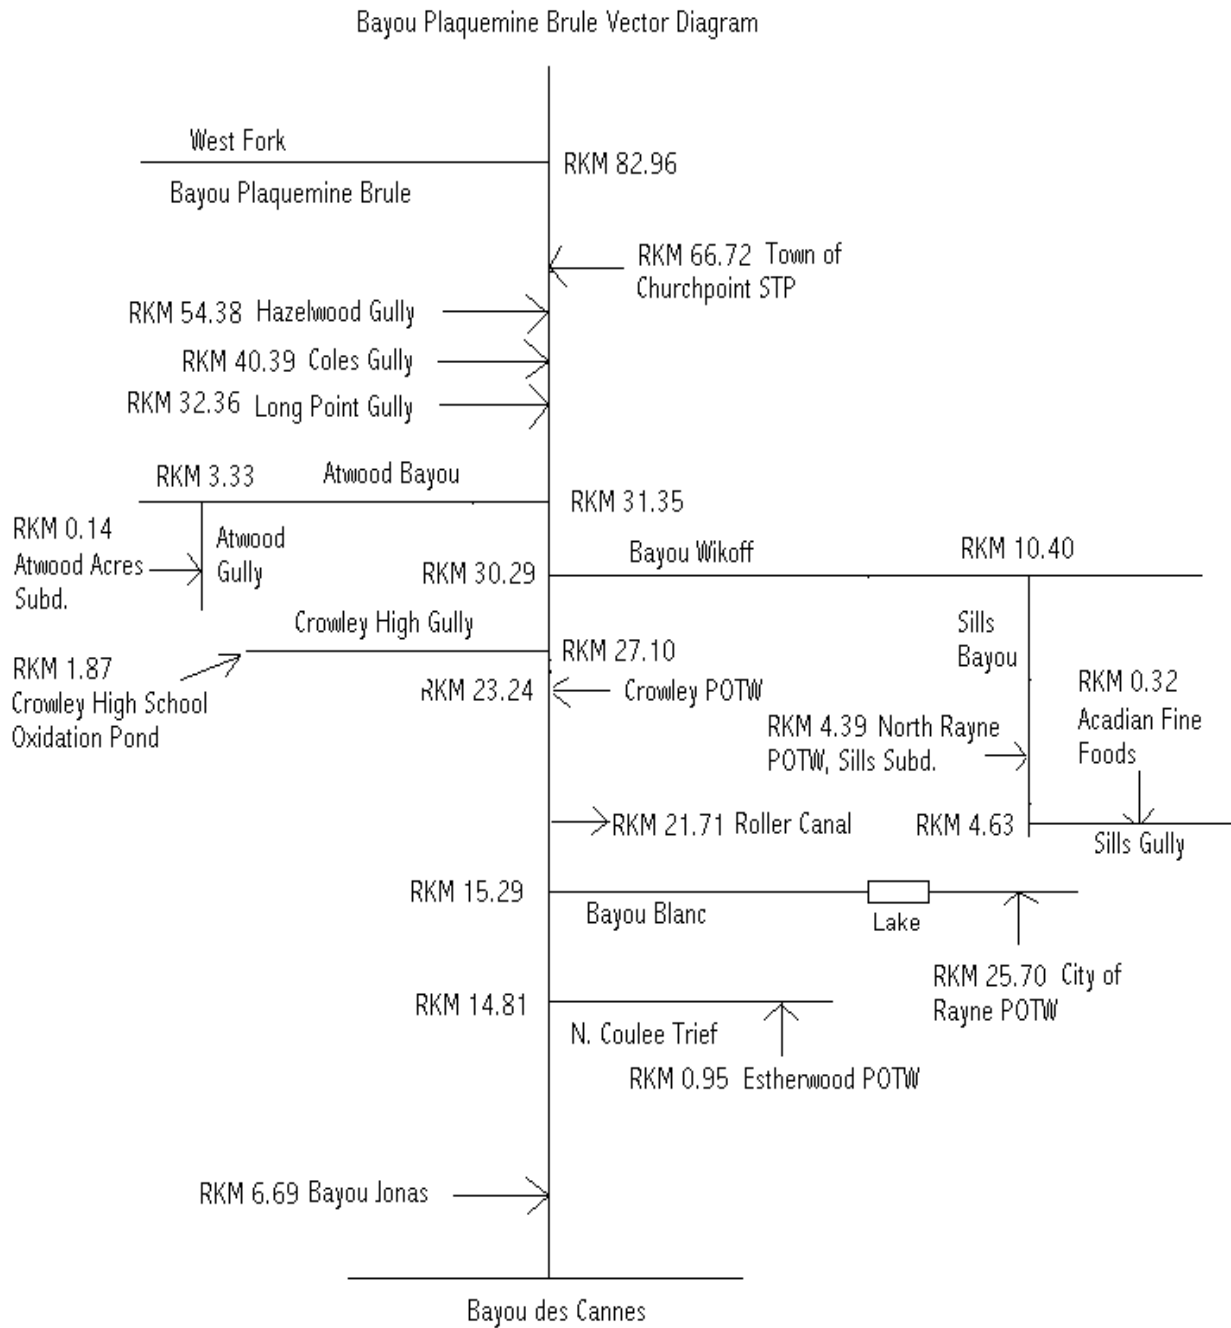 Bayou Plaquemine Brule Vector Diagram
West Fork
RKM 82.96
Bayou Plaquemine Brule
RKM 66.72 Town of
Churchpoint STP
RKM 54.38 Hazelwood Gully
RKM 40.39 Coles Gully
RKM 32.36 Long Point Gully
RKM 3.33
Atwood Bayou
RKM 31.35
RKM 0.14
Atwood Acres
Subd.
Atwood
Gully
RKM 30.29
Bayou Wikoff
RKM 10.40
Crowley High Gully
Sills
Bayou
RKM 1.87
Crowley High School
Oxidation Pond
RKM 27.10
RKM 23.24
Crowley POTW
RKM 0.32
Acadian Fine
Foods
RKM 4.39 North Rayne
POTW, Sills Subd.
RKM 21.71 Roller Canal
RKM 4.63
Sills Gully
RKM 15.29
Bayou Blanc
Lake
RKM 25.70 City of
Rayne POTW
RKM 14.81
N. Coulee Trief
RKM 0.95 Estherwood POTW
RKM 6.69 Bayou Jonas
Bayou des Cannes